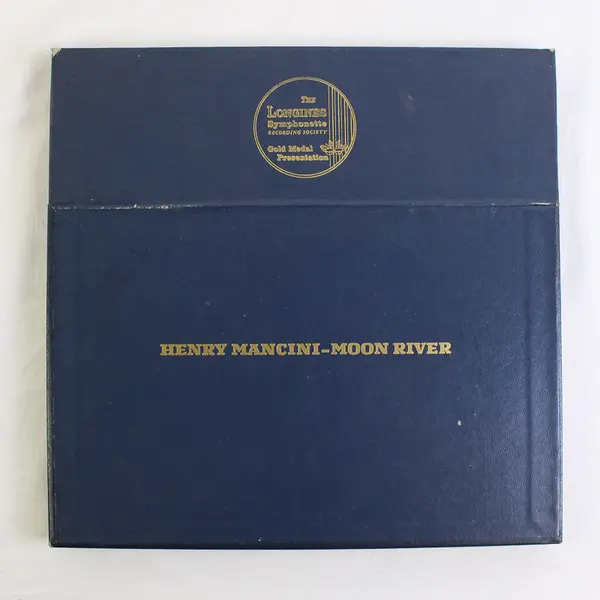 The
Longines
Symphonette
RECORDING SOCIETY
Gold Medal
Presentation
HENRY MANCINI-MOON RIVER